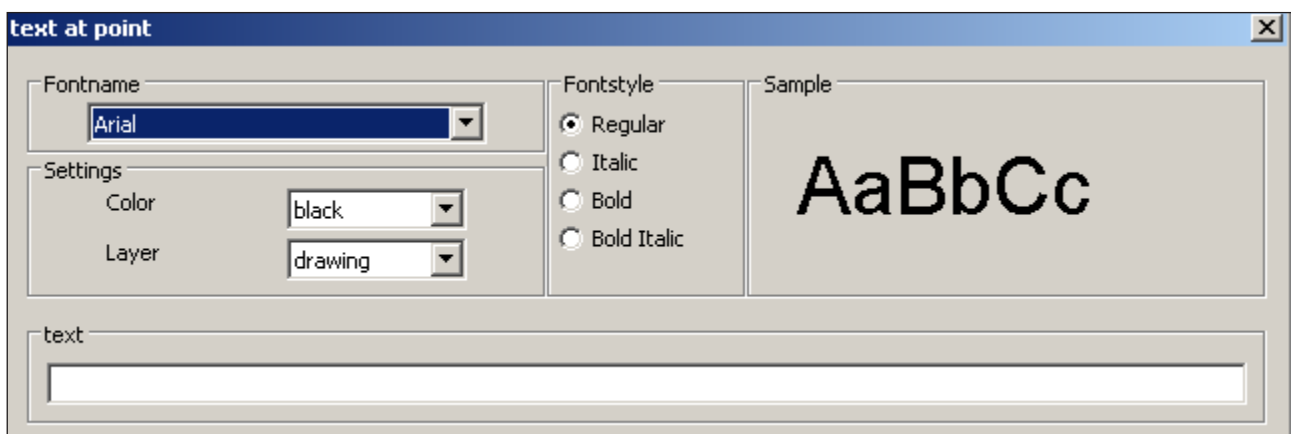 text at point
Fontname
Arial
Settings
Color
black
Layer
drawing
Fontstyle
Regular
Italic
Bold
Bold Italic
Sample
AaBbCc
text